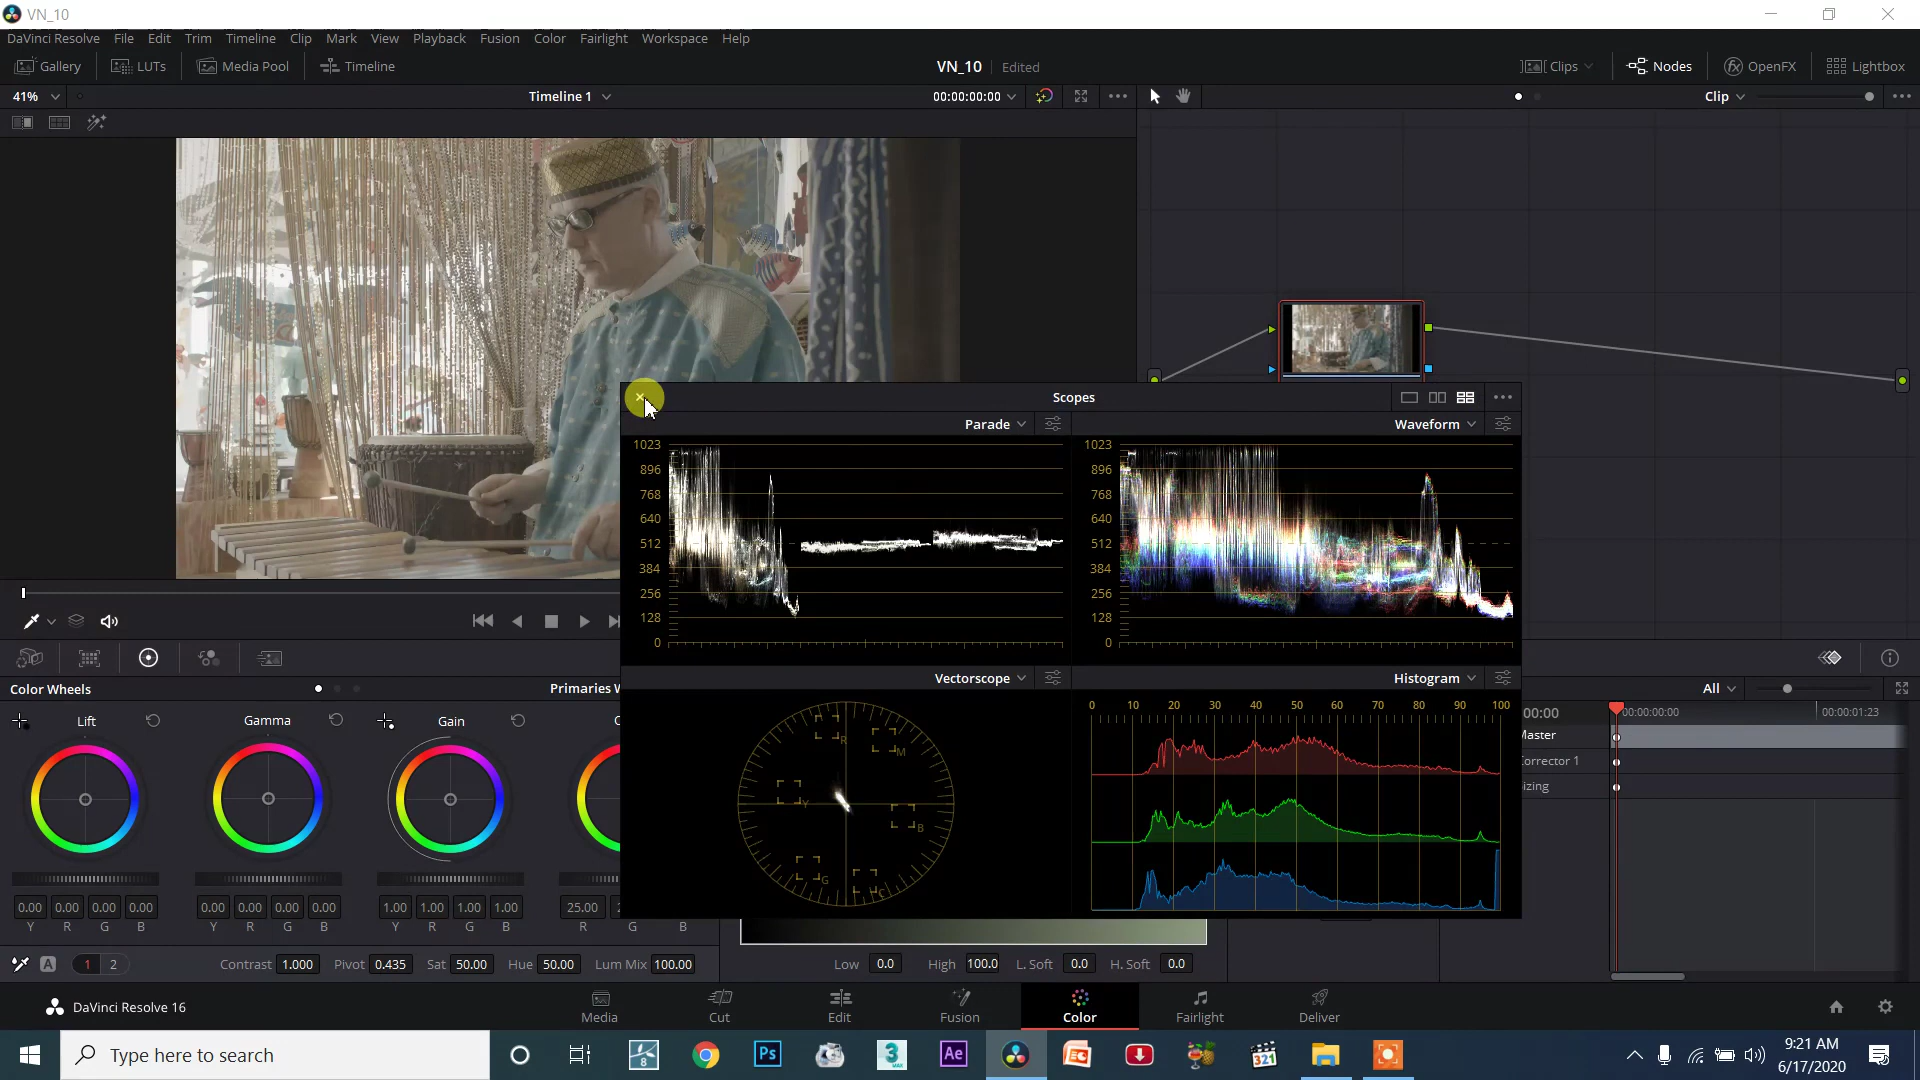 VN_10
DaVinci Resolve File Edit Trim Timeline Clip Mark View Playback Fusion Color Fairlight Workspace Help
Gallery LUTs Media Pool Timeline VN_10 Edited Clips Nodes OpenFX Lightbox
41% Timeline 1 00:00:00:00 Clip
Scopes
Parade Waveform
1023 1023
896 896
768 768
640 640
512 512
384 384
256 256
128 128
0 0
Vectorscope Histogram
Color Wheels Primaries W All
Lift Gamma Gain
0 10 20 30 40 50 60 70 80 90 100
00:00 00:00:00:00 00:00:01:23
Master
Corrector 1
izing
R M
Y B
G C
0.00 0.00 0.00 0.00 0.00 0.00 0.00 0.00 1.00 1.00 1.00 1.00 25.00
Y R G B Y R G B Y R G B R G B
A 1 2 Contrast 1.000 Pivot 0.435 Sat 50.00 Hue 50.00 Lum Mix 100.00 Low 0.0 High 100.0 L. Soft 0.0 H. Soft 0.0
DaVinci Resolve 16 Media Cut Edit Fusion Color Fairlight Deliver
Type here to search 8 Ps 3 MAX Ae 321 9:21 AM
6/17/2020